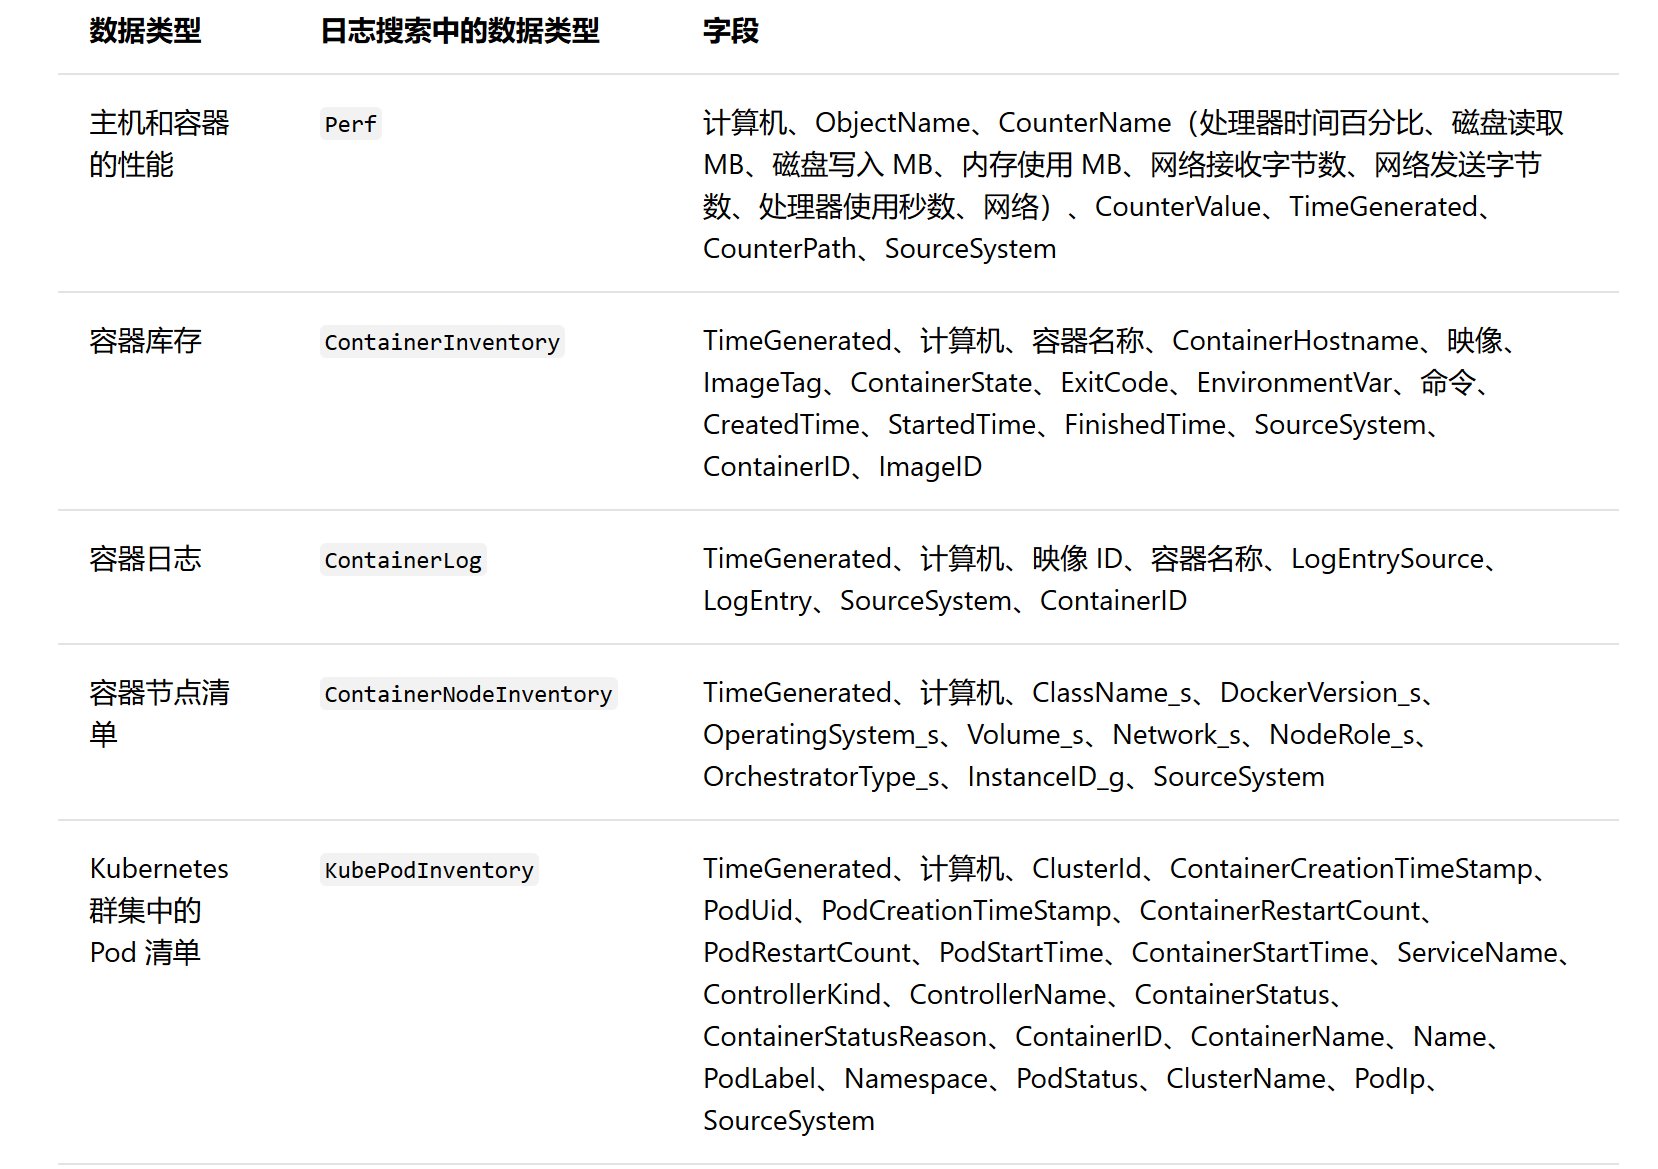 数据类型 日志搜索中的数据类型 字段
主机和容器 Perf 计算机、ObjectName、CounterName（处理器时间百分比、磁盘读取
的性能 MB、磁盘写入 MB、内存使用 MB、网络接收字节数、网络发送字节
数、处理器使用秒数、网络）、CounterValue、TimeGenerated、
CounterPath、SourceSystem
容器库存 ContainerInventory TimeGenerated、计算机、容器名称、ContainerHostname、映像、
ImageTag、ContainerState、ExitCode、EnvironmentVar、命令、
CreatedTime、StartedTime、FinishedTime、SourceSystem、
ContainerID、ImageID
容器日志 ContainerLog TimeGenerated、计算机、映像 ID、容器名称、LogEntrySource、
LogEntry、SourceSystem、ContainerID
容器节点清 ContainerNodeInventory TimeGenerated、计算机、ClassName_s、DockerVersion_s、
单 OperatingSystem_s、Volume_s、Network_s、NodeRole_s、
OrchestratorType_s、InstanceID_g、SourceSystem
Kubernetes KubePodInventory TimeGenerated、计算机、ClusterId、ContainerCreationTimeStamp、
群集中的 PodUid、PodCreationTimeStamp、ContainerRestartCount、
Pod 清单 PodRestartCount、PodStartTime、ContainerStartTime、ServiceName、
ControllerKind、ControllerName、ContainerStatus、
ContainerStatusReason、ContainerID、ContainerName、Name、
PodLabel、Namespace、PodStatus、ClusterName、PodIp、
SourceSystem